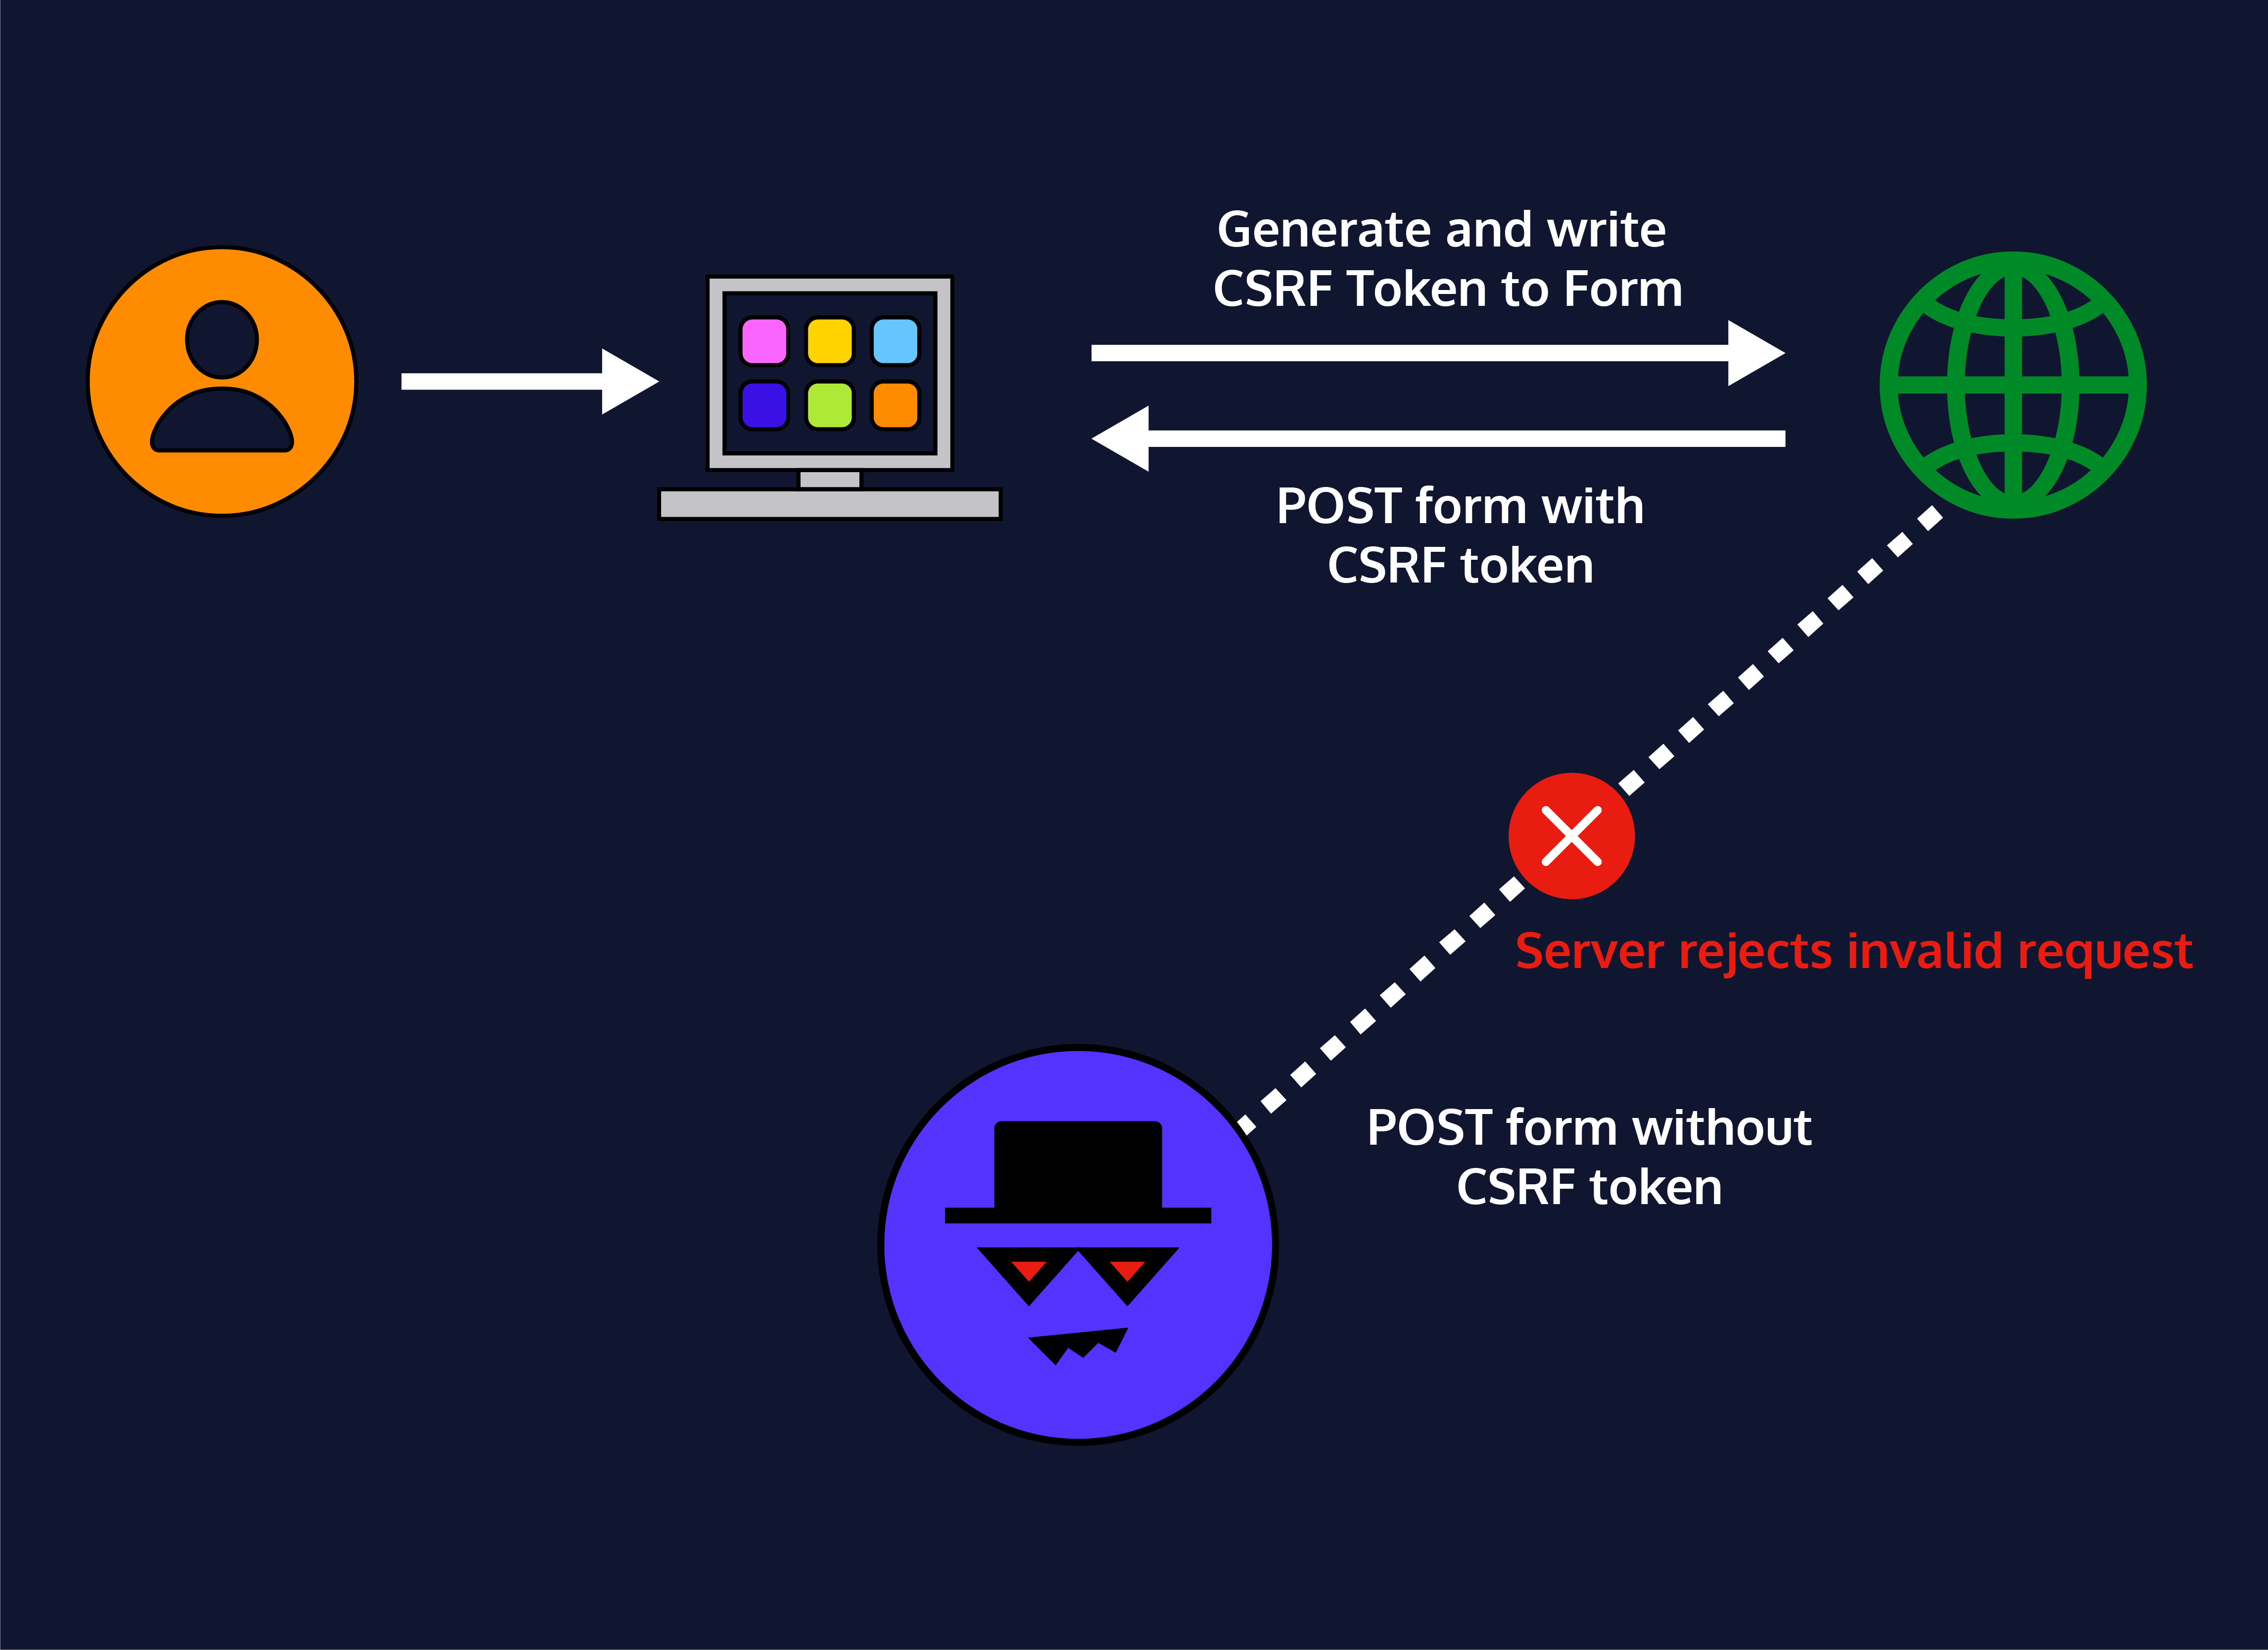 Generate and write
CSRF Token to Form
POST form with
CSRF token
Server rejects invalid request
POST form without
CSRF token